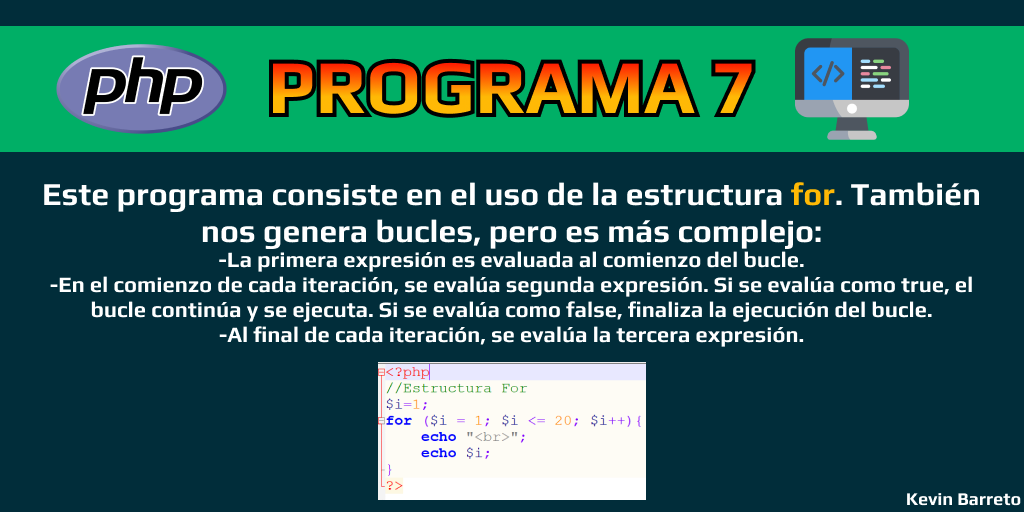 php
PROGRAMA 7
</>
Este programa consiste en el uso de la estructura for. También
nos genera bucles, pero es más complejo:
-La primera expresión es evaluada al comienzo del bucle.
-En el comienzo de cada iteración, se evalúa segunda expresión. Si se evalúa como true, el
bucle continúa y se ejecuta. Si se evalúa como false, finaliza la ejecución del bucle.
-Al final de cada iteración, se evalúa la tercera expresión.
<?php
//Estructura For
$i=1;
for ($i = 1; $i <= 20; $i++){
    echo "<br>";
    echo $i;
}
?>
Kevin Barreto